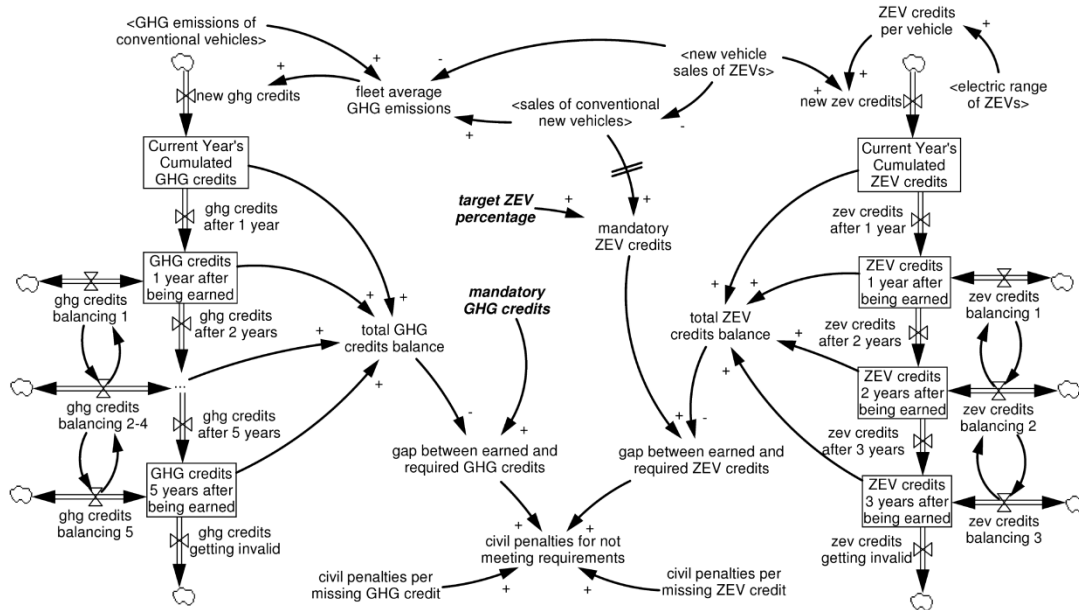 <GHG emissions of
conventional vehicles>
ZEV credits
per vehicle
+
+
+
-
<new vehicle
sales of ZEVs>
+
+
new ghg credits
fleet average
GHG emissions
<sales of conventional
new vehicles>
+
-
new zev credits
<electric range
of ZEVs>
Current Year's
Cumulated
GHG credits
Current Year's
Cumulated
ZEV credits
target ZEV
percentage
+
+
mandatory
ZEV credits
ghg credits
after 1 year
zev credits
after 1 year
GHG credits
1 year after
being earned
ZEV credits
1 year after
being earned
ghg credits
balancing 1
zev credits
balancing 1
mandatory
GHG credits
ghg credits
after 2 years
zev credits
after 2 years
+
+
+
total GHG
credits balance
+
+
+
+
total ZEV
credits balance
+
...
ghg credits
balancing 2-4
ZEV credits
2 years after
being earned
zev credits
balancing 2
ghg credits
after 5 years
zev credits
after 3 years
-
+
+
-
gap between earned and
required GHG credits
gap between earned and
required ZEV credits
GHG credits
5 years after
being earned
ZEV credits
3 years after
being earned
ghg credits
balancing 5
zev credits
balancing 3
+
+
civil penalties for not
meeting requirements
ghg credits
getting invalid
zev credits
getting invalid
civil penalties per
missing GHG credit
+
+
civil penalties per
missing ZEV credit